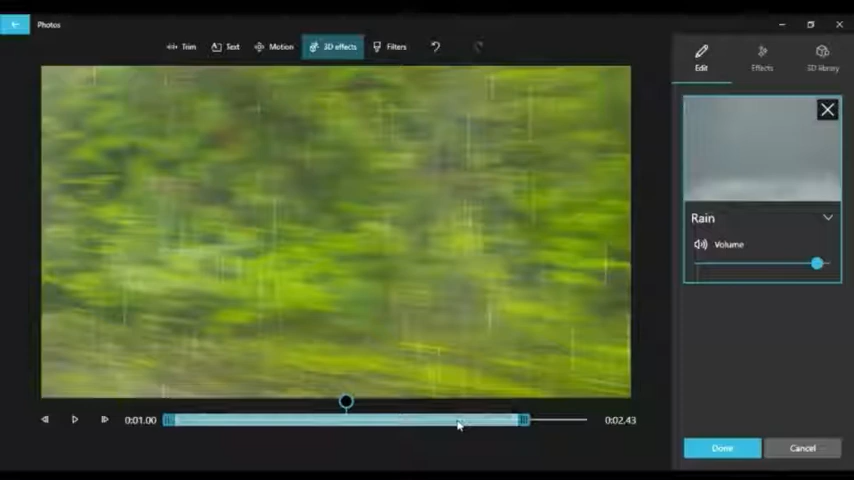 Photos
Trim Text Motion 3D effects Filters
Edit Effects 3D library
Rain
Volume
0:01.00 0:02.43
Done Cancel